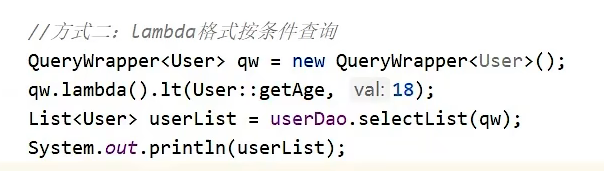 //方式二：lambda格式按条件查询
QueryWrapper<User> qw = new QueryWrapper<User>();
qw.lambda().lt(User::getAge, val: 18);
List<User> userList = userDao.selectList(qw);
System.out.println(userList);